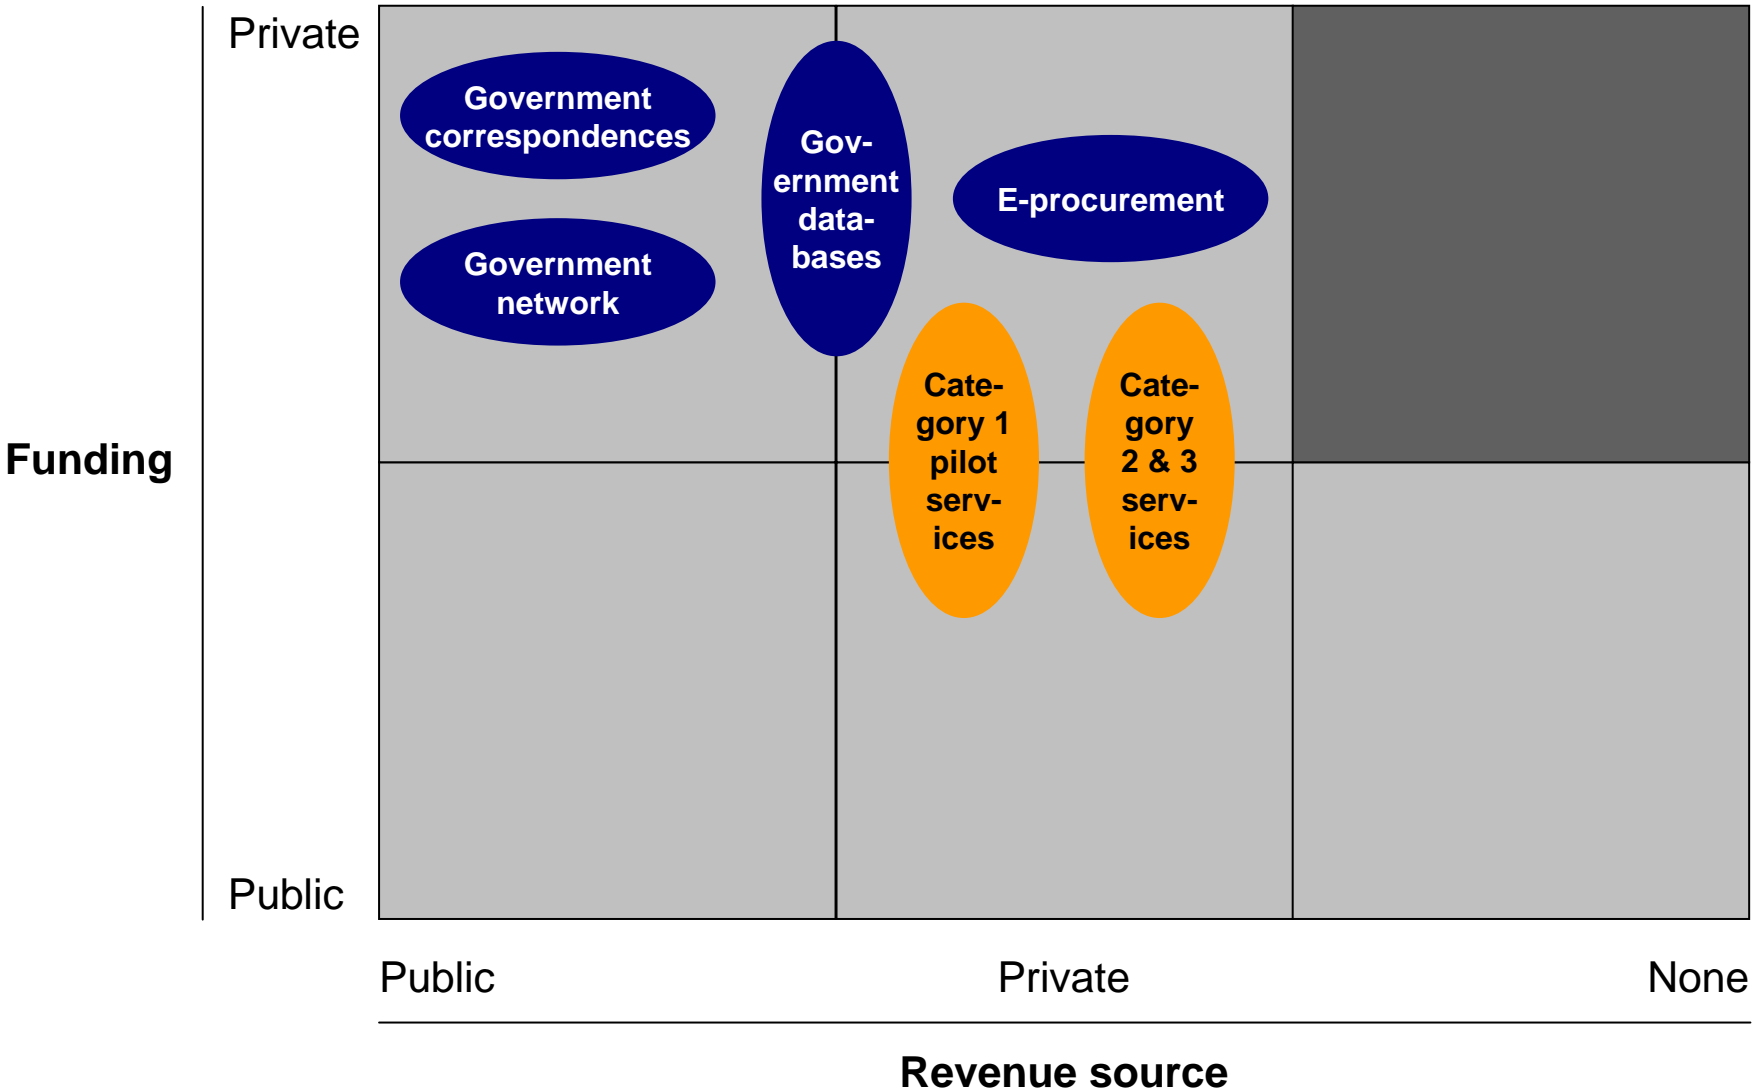 Private
Government
correspondences
Government
network
Gov-
ernment
data-
bases
E-procurement
Cate-
gory 1
pilot
serv-
ices
Cate-
gory
2 & 3
serv-
ices
Funding
Public
Public
Private
None
Revenue source